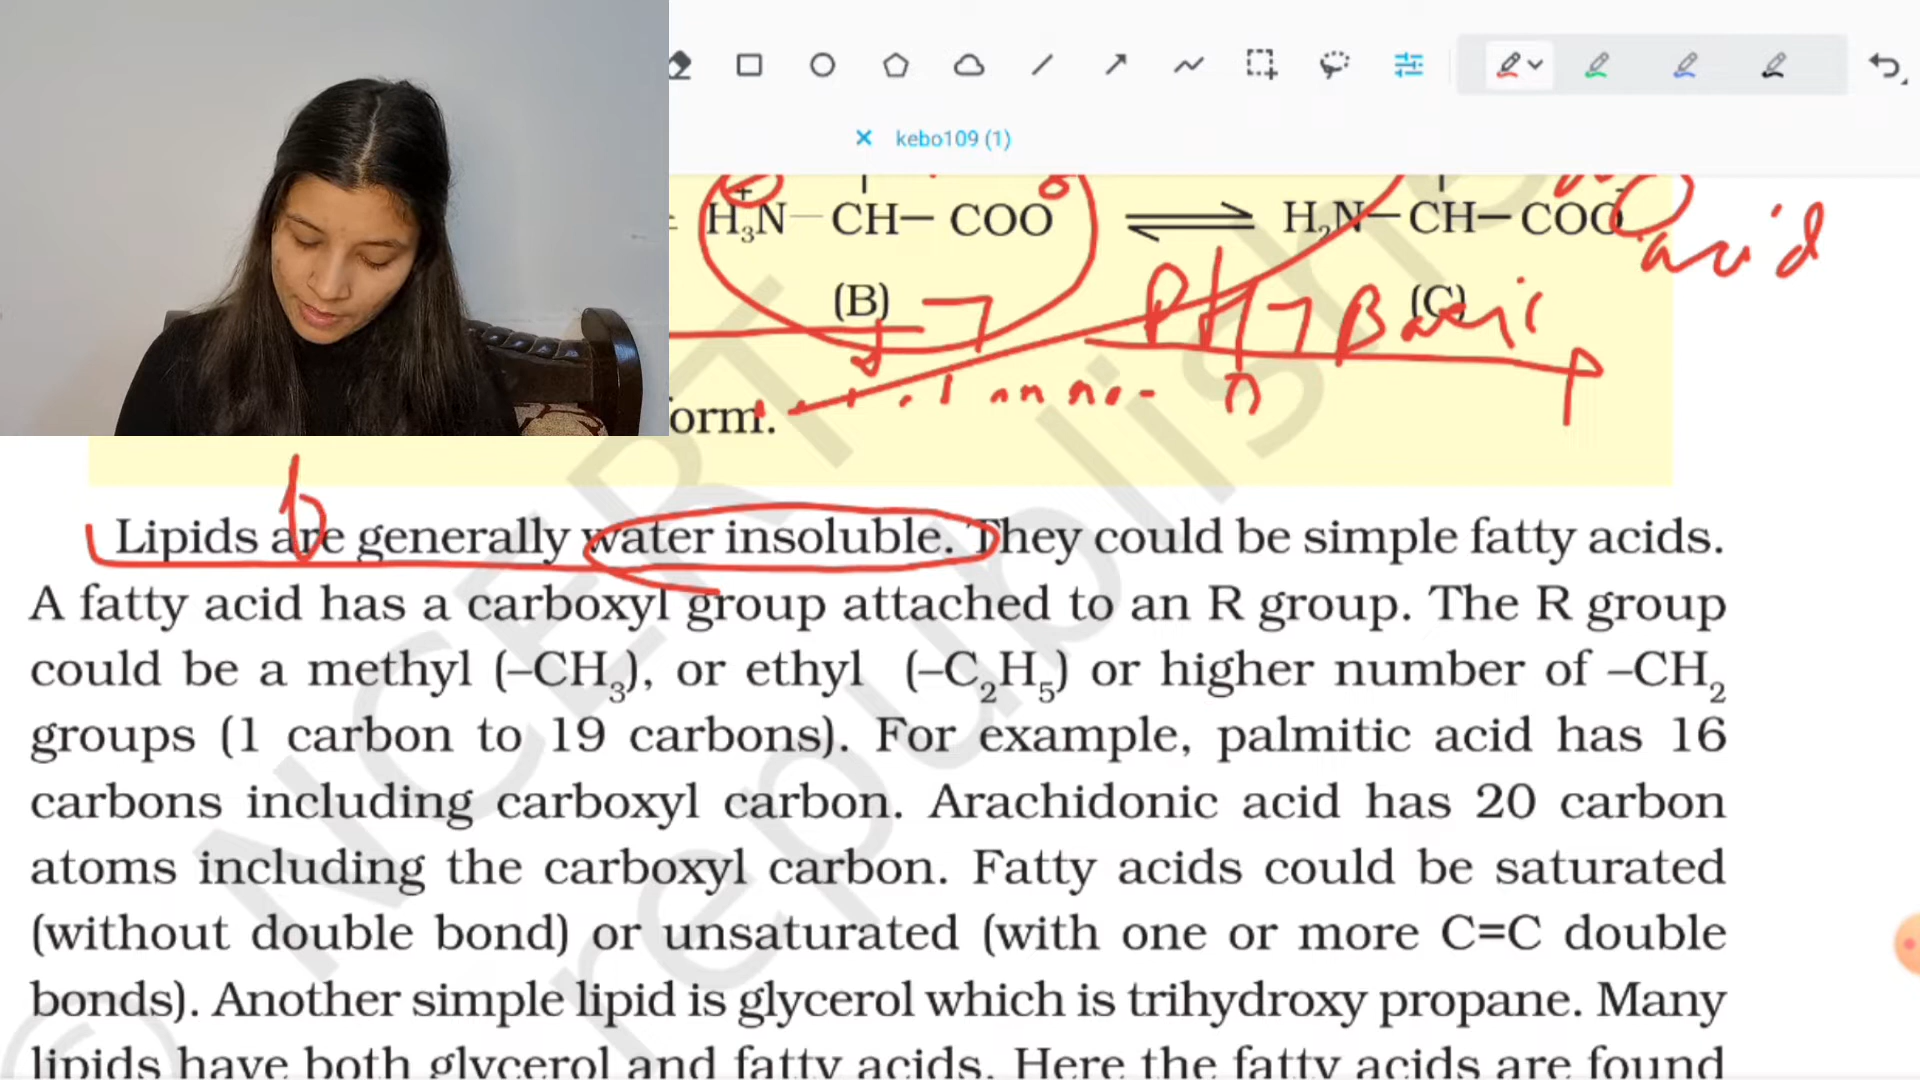 kebo109 (1)
H₃N — CH — COO ⇌ H₂N — CH — COO
acid
(B) 7 PH 7 Basic (C)
orm.
Lipids are generally water insoluble. They could be simple fatty acids.
A fatty acid has a carboxyl group attached to an R group. The R group
could be a methyl (–CH₃), or ethyl (–C₂H₅) or higher number of –CH₂
groups (1 carbon to 19 carbons). For example, palmitic acid has 16
carbons including carboxyl carbon. Arachidonic acid has 20 carbon
atoms including the carboxyl carbon. Fatty acids could be saturated
(without double bond) or unsaturated (with one or more C=C double
bonds). Another simple lipid is glycerol which is trihydroxy propane. Many
lipids have both glycerol and fatty acids. Here the fatty acids are found
© NCERT
republishe